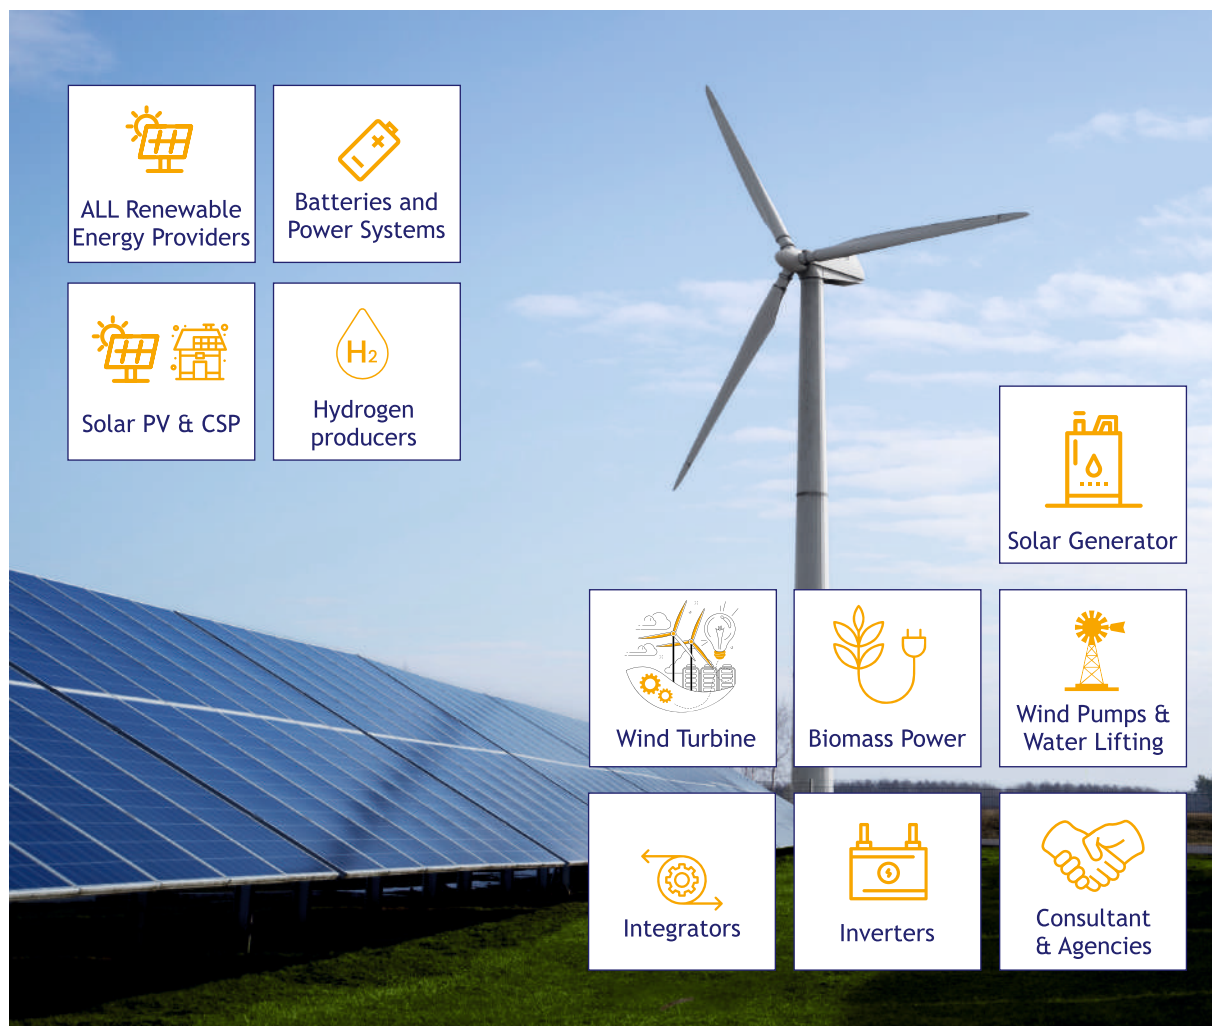 ALL Renewable
Energy Providers
Batteries and
Power Systems
Solar PV & CSP
H2
Hydrogen
producers
Solar Generator
Wind Turbine
Biomass Power
Wind Pumps &
Water Lifting
Integrators
Inverters
Consultant
& Agencies